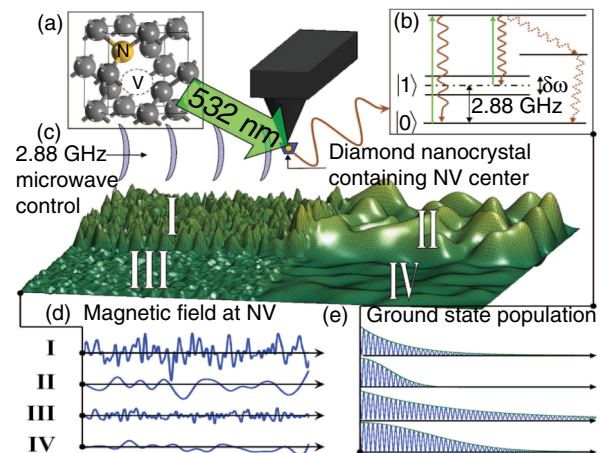 (a)
N
V
532 nm
(b)
|1⟩
δω
2.88 GHz
|0⟩
(c)
2.88 GHz
microwave
control
Diamond nanocrystal
containing NV center
I
II
III
IV
(d) Magnetic field at NV
I
II
III
IV
(e) Ground state population